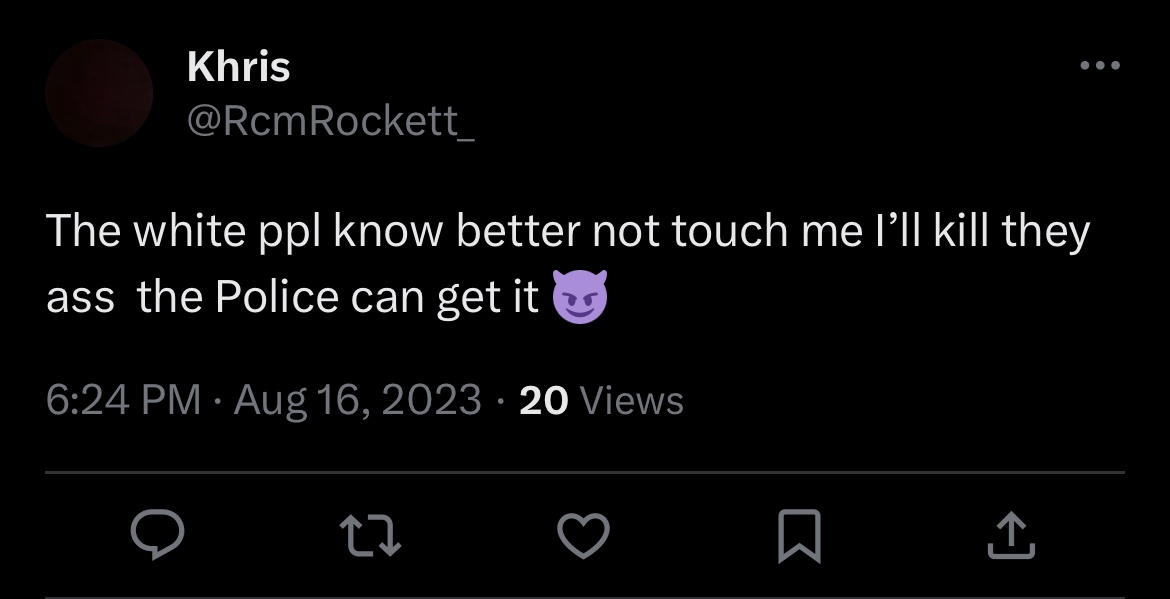 Khris
@RcmRockett_
The white ppl know better not touch me I’ll kill they
ass  the Police can get it 😈
6:24 PM · Aug 16, 2023 · 20 Views